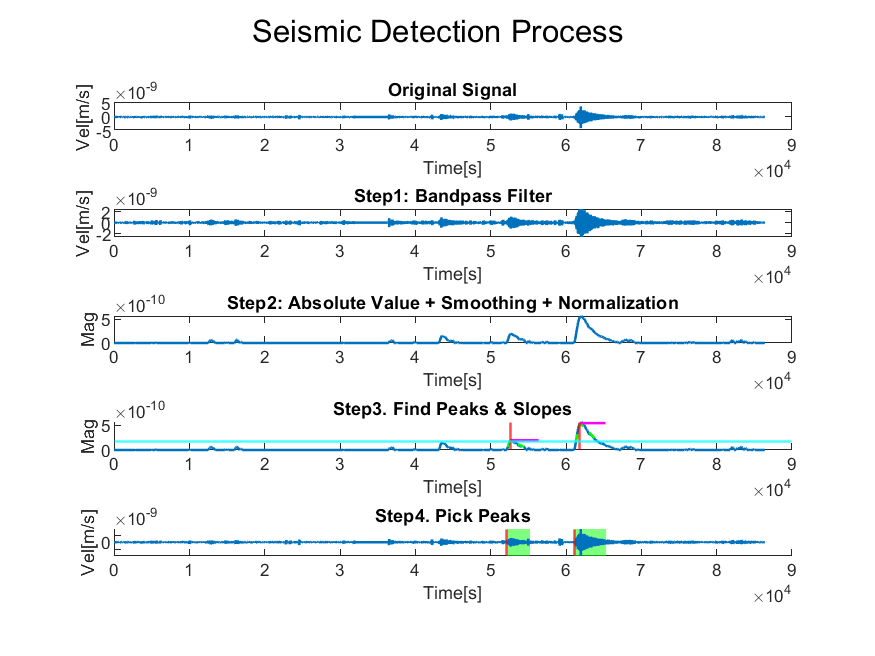 Seismic Detection Process
×10-9
Original Signal
Vel[m/s]
5
0
-5
0 1 2 3 4 5 6 7 8 9
Time[s]
×104
×10-9
Step1: Bandpass Filter
Vel[m/s]
2
0
-2
0 1 2 3 4 5 6 7 8 9
Time[s]
×104
×10-10
Step2: Absolute Value + Smoothing + Normalization
Mag
5
0
0 1 2 3 4 5 6 7 8 9
Time[s]
×104
×10-10
Step3. Find Peaks & Slopes
Mag
5
0
0 1 2 3 4 5 6 7 8 9
Time[s]
×104
×10-9
Step4. Pick Peaks
Vel[m/s]
0
0 1 2 3 4 5 6 7 8 9
Time[s]
×104